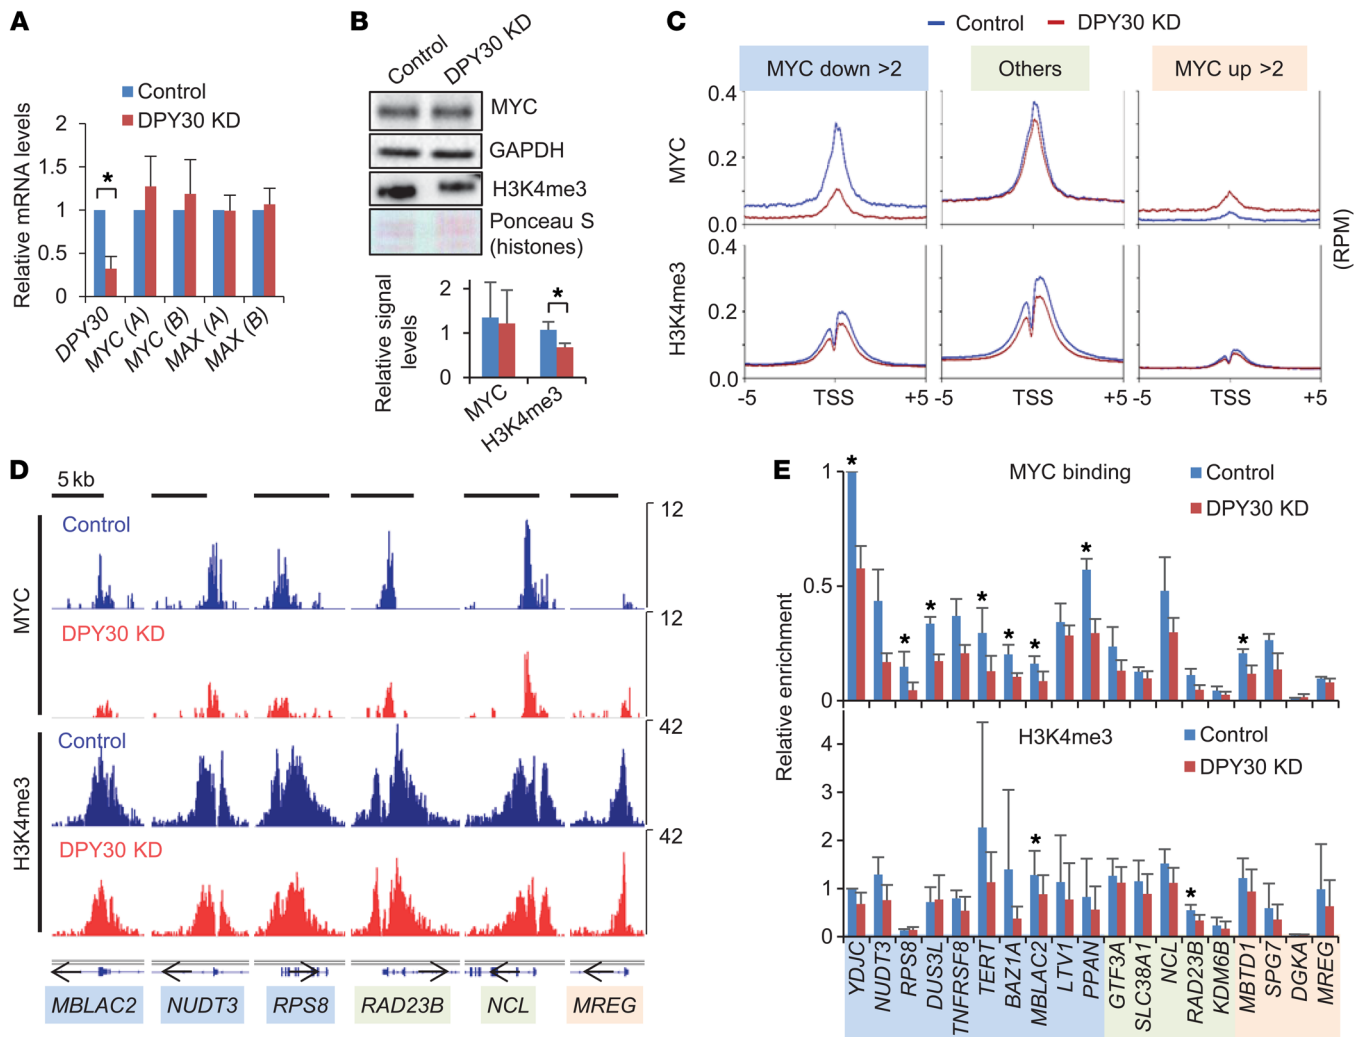 A
Control
DPY30 KD
Relative mRNA levels
2
1.5
1
0.5
0
*
DPY30
MYC (A)
MYC (B)
MAX (A)
MAX (B)
B
Control
DPY30 KD
MYC
GAPDH
H3K4me3
Ponceau S
(histones)
Relative signal
levels
2
1
0
*
MYC
H3K4me3
C
Control
DPY30 KD
MYC down >2
Others
MYC up >2
MYC
0.4
0.2
0.0
H3K4me3
0.4
0.2
0.0
(RPM)
-5 TSS +5
-5 TSS +5
-5 TSS +5
D
5 kb
MYC
Control
12
DPY30 KD
12
H3K4me3
Control
42
DPY30 KD
42
MBLAC2
NUDT3
RPS8
RAD23B
NCL
MREG
E
MYC binding
Control
DPY30 KD
Relative enrichment
1
0.5
0
* * * * * * * *
H3K4me3
Control
DPY30 KD
4
3
2
1
0
* *
YDJC
NUDT3
RPS8
DUS3L
TNFRSF8
TERT
BAZ1A
MBLAC2
LTV1
PPAN
GTF3A
SLC38A1
NCL
RAD23B
KDM6B
MBTD1
SPG7
DGKA
MREG